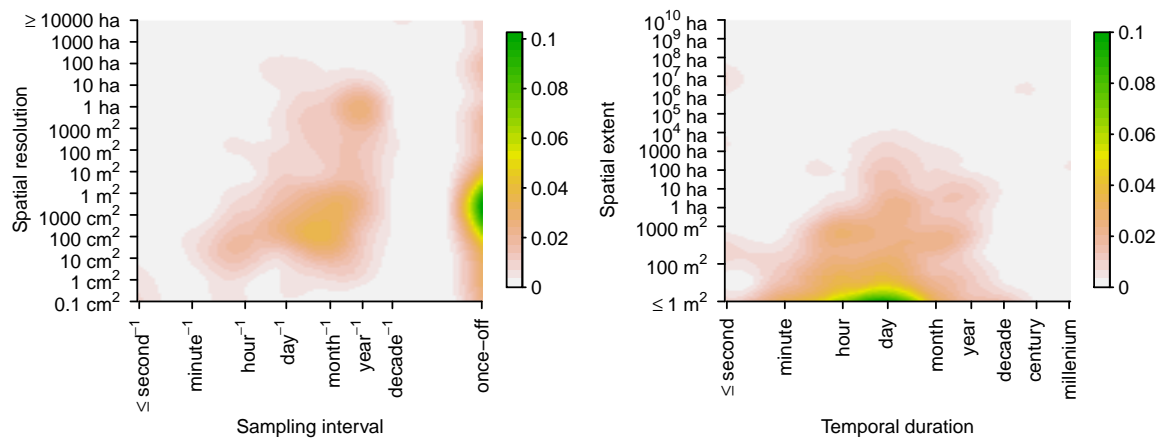 ≥ 10000 ha
1000 ha
100 ha
10 ha
1 ha
1000 m²
100 m²
10 m²
1 m²
1000 cm²
100 cm²
10 cm²
1 cm²
0.1 cm²
Spatial resolution
≤ second⁻¹
minute⁻¹
hour⁻¹
day⁻¹
month⁻¹
year⁻¹
decade⁻¹
once−off
Sampling interval
0.1
0.08
0.06
0.04
0.02
0
10¹⁰ ha
10⁹ ha
10⁸ ha
10⁷ ha
10⁶ ha
10⁵ ha
10⁴ ha
1000 ha
100 ha
10 ha
1 ha
1000 m²
100 m²
≤ 1 m²
Spatial extent
≤ second
minute
hour
day
month
year
decade
century
millenium
Temporal duration
0.1
0.08
0.06
0.04
0.02
0